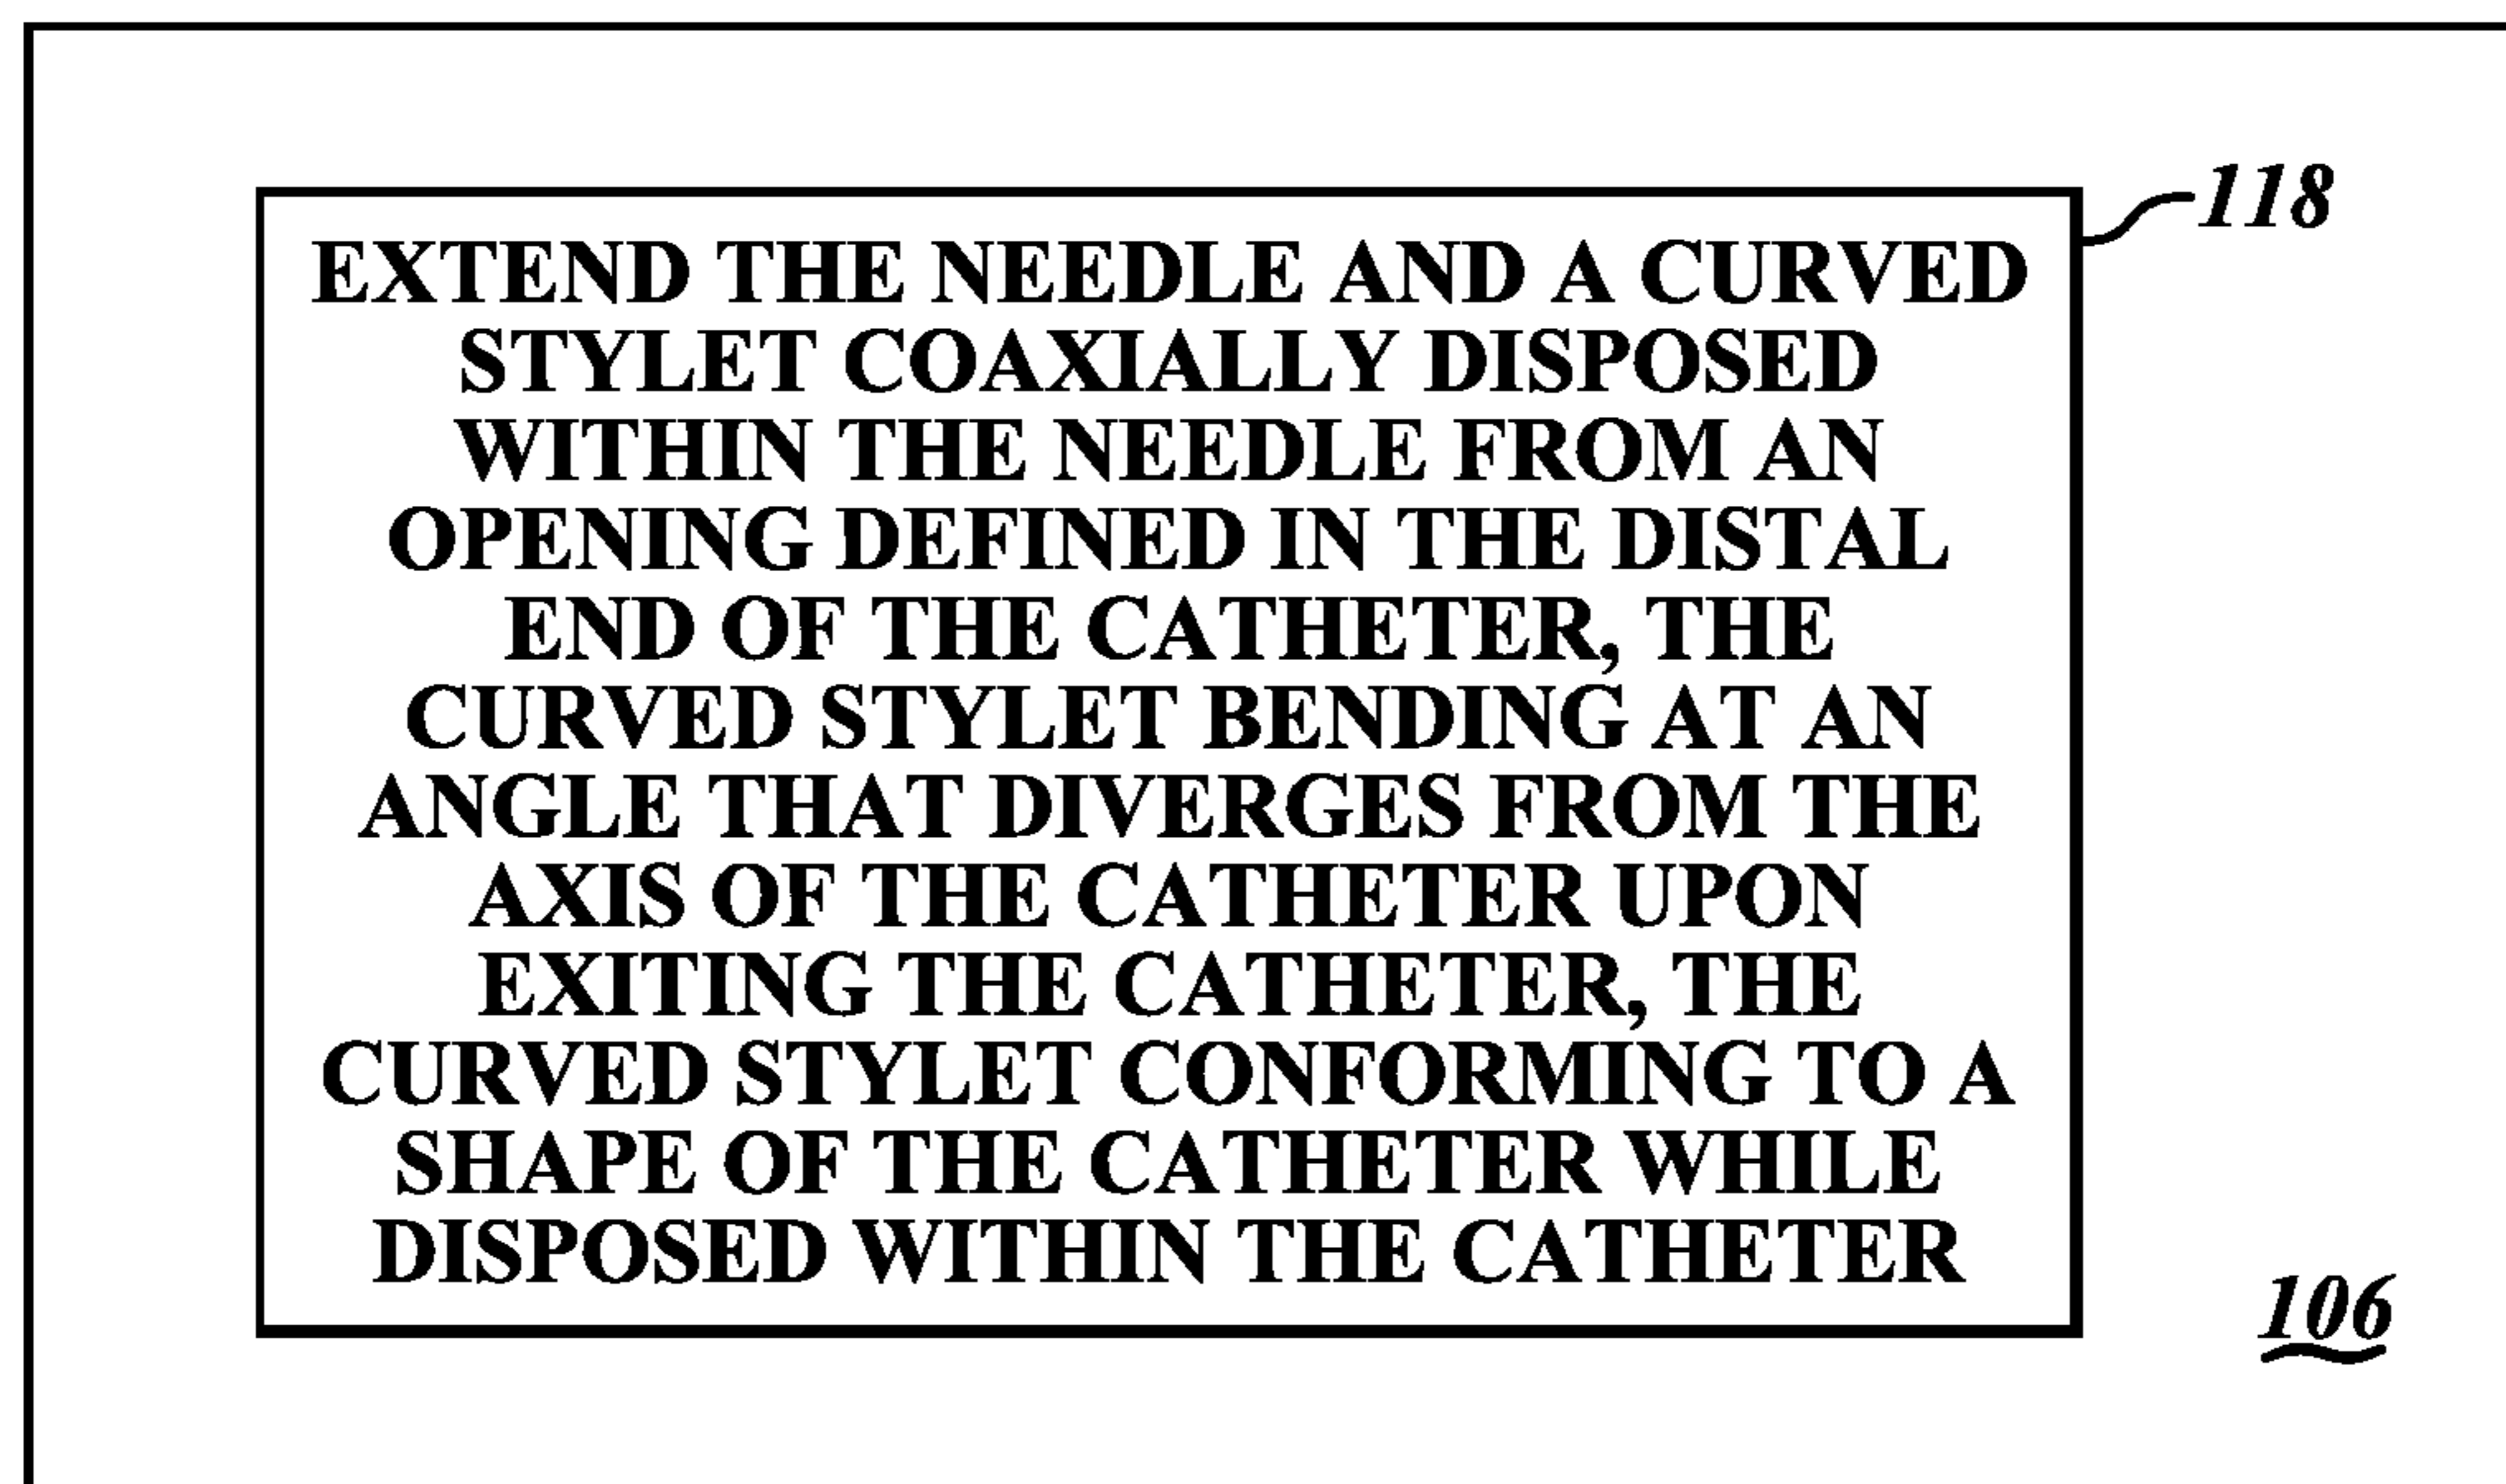 118
EXTEND THE NEEDLE AND A CURVED
STYLET COAXIALLY DISPOSED
WITHIN THE NEEDLE FROM AN
OPENING DEFINED IN THE DISTAL
END OF THE CATHETER, THE
CURVED STYLET BENDING AT AN
ANGLE THAT DIVERGES FROM THE
AXIS OF THE CATHETER UPON
EXITING THE CATHETER, THE
CURVED STYLET CONFORMING TO A
SHAPE OF THE CATHETER WHILE
DISPOSED WITHIN THE CATHETER
106